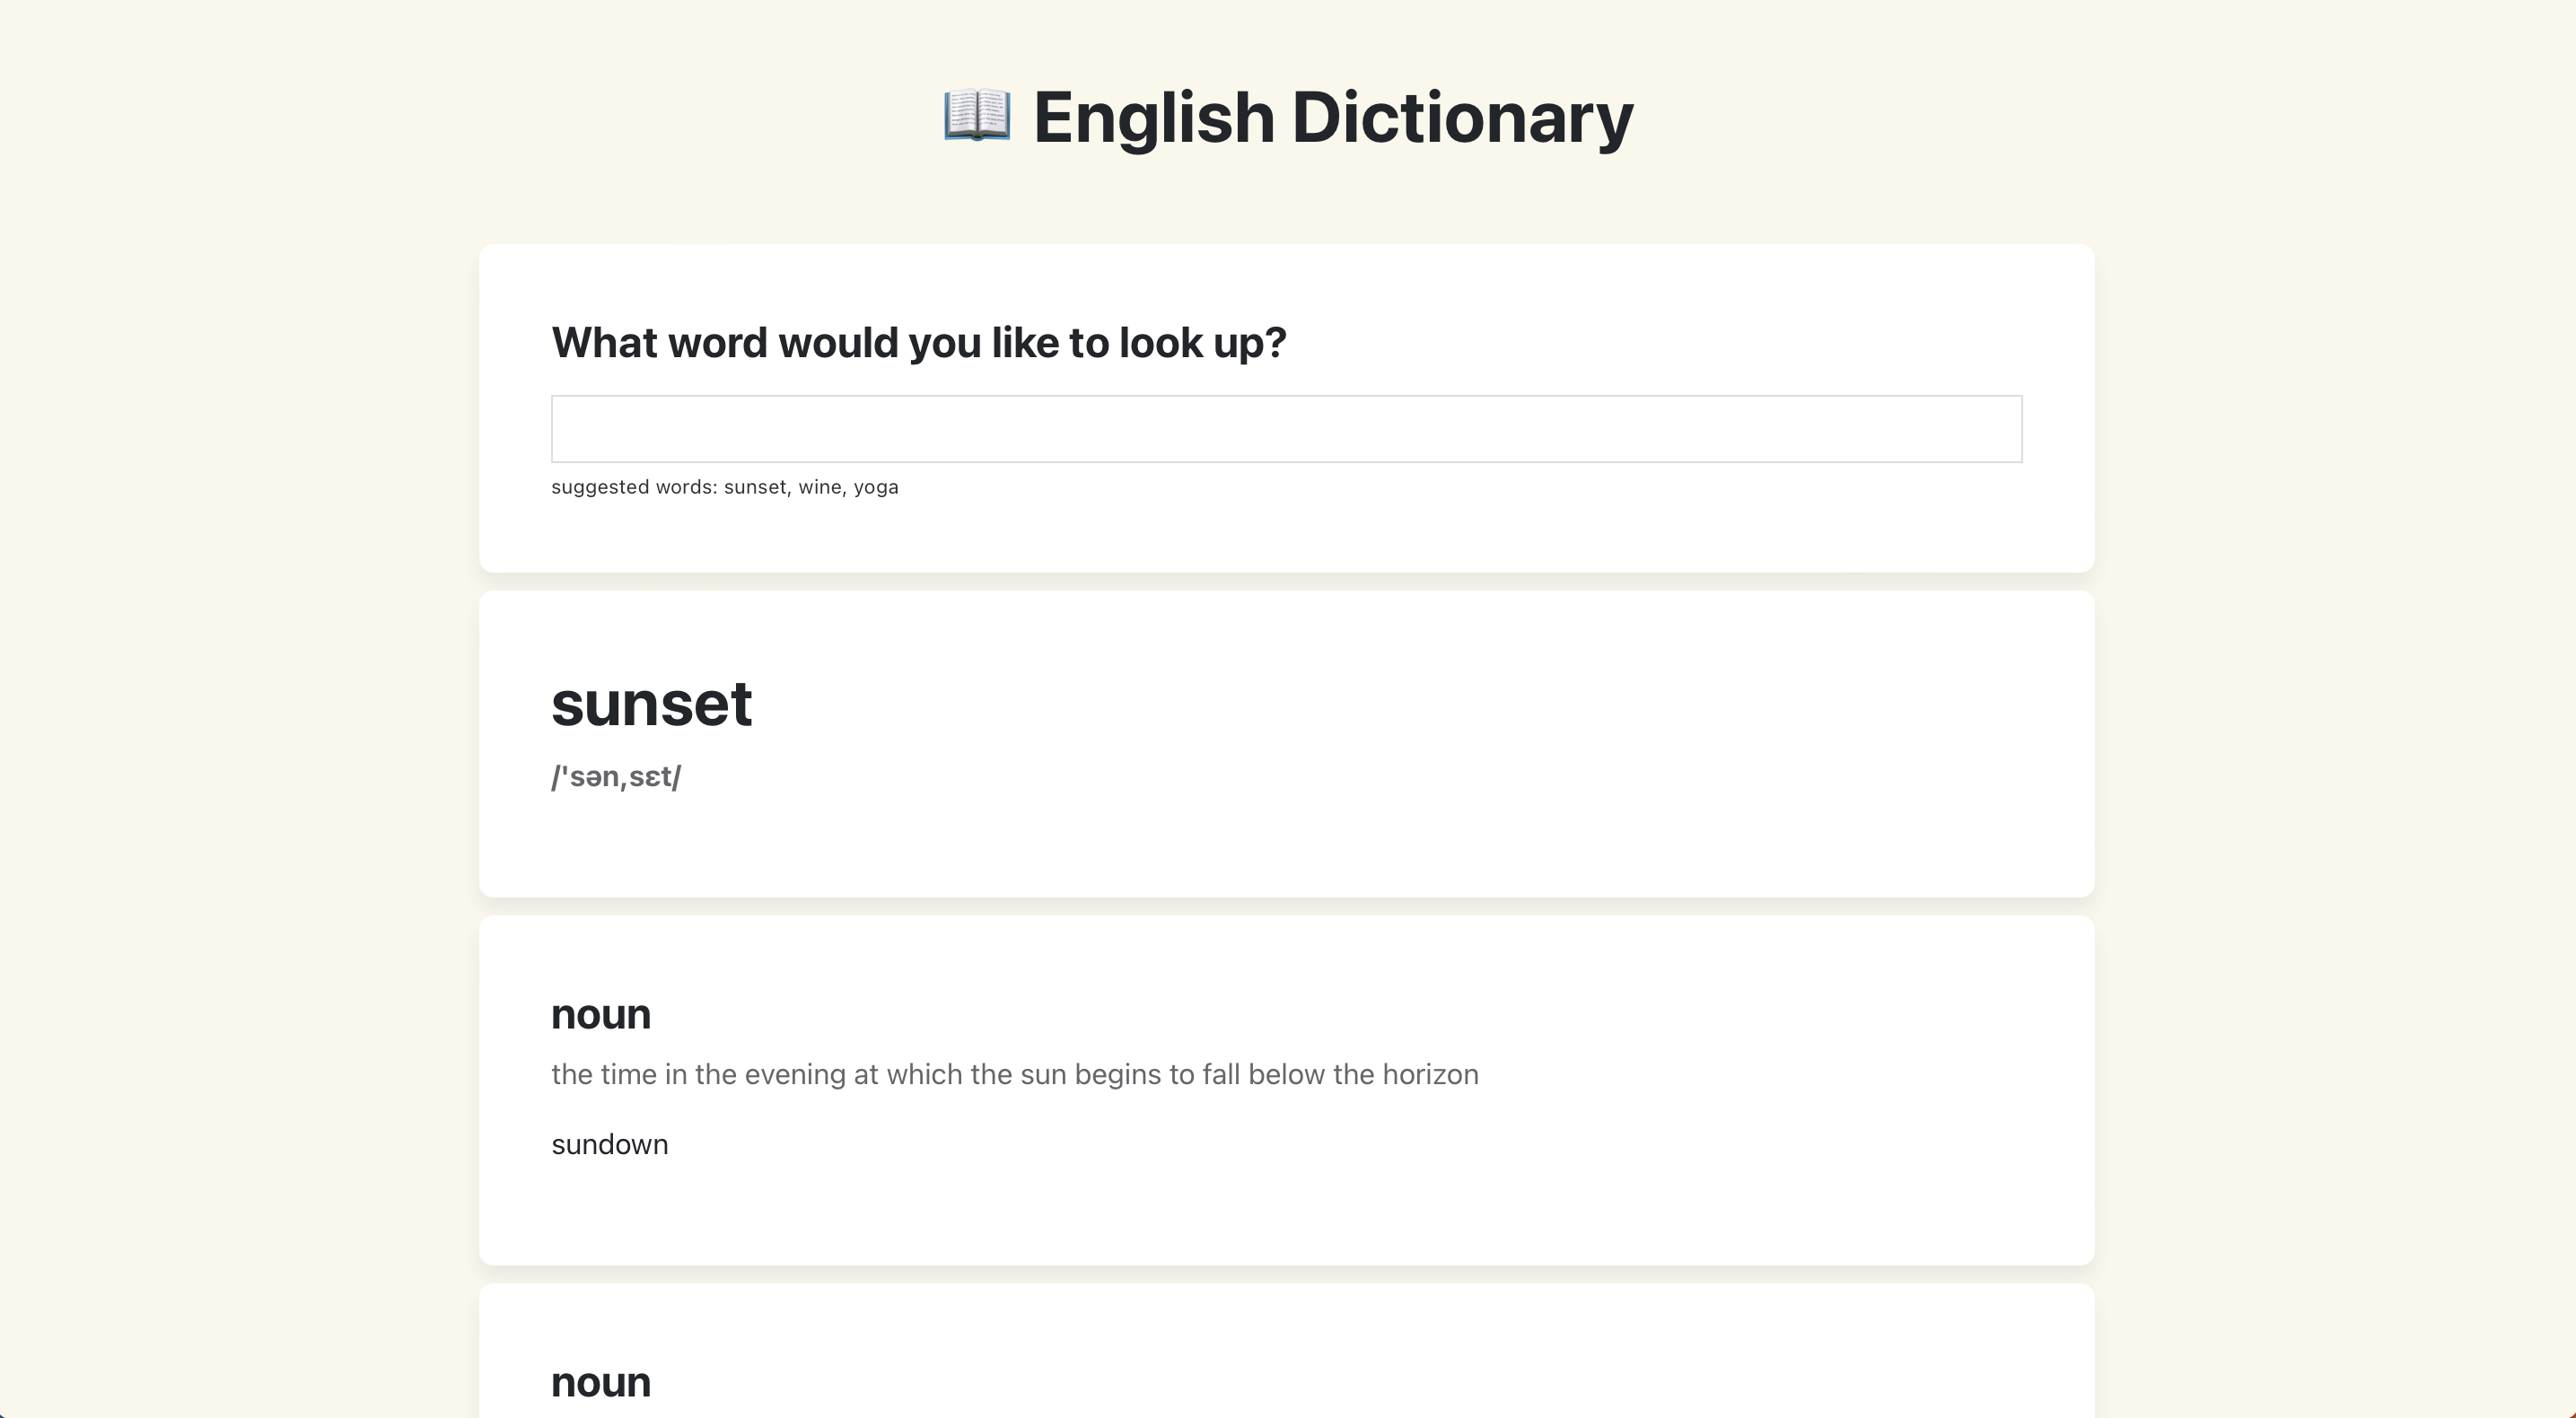 English Dictionary
What word would you like to look up?
suggested words: sunset, wine, yoga
sunset
/'sən,sɛt/
noun
the time in the evening at which the sun begins to fall below the horizon
sundown
noun